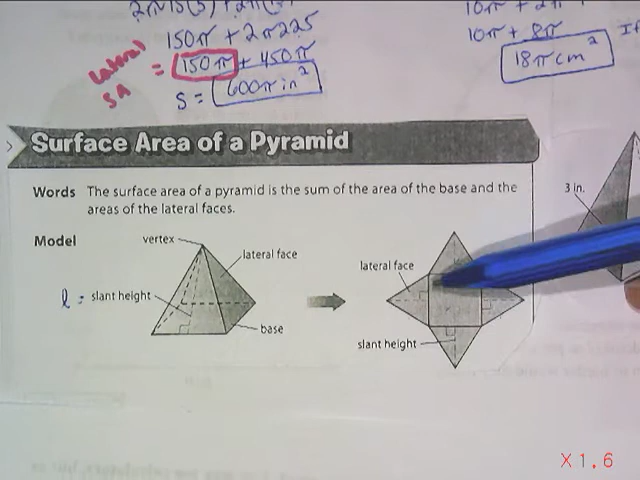 150π + 2π225
Lateral
SA
= 150π + 450π
S = 600π in²
10π + 8π
18π cm²
If
Surface Area of a Pyramid
Words The surface area of a pyramid is the sum of the area of the base and the
areas of the lateral faces.
3 in.
Model
vertex
lateral face
lateral face
l = slant height
base
slant height
X1.6